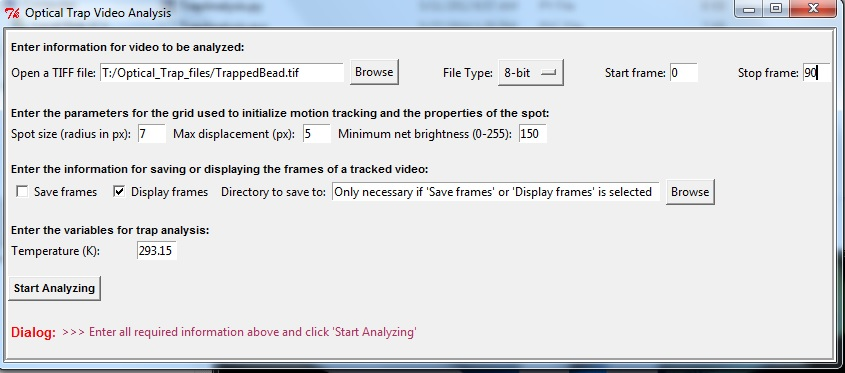 Optical Trap Video Analysis
Enter information for video to be analyzed:
Open a TIFF file: T:/Optical_Trap_files/TrappedBead.tif Browse File Type: 8-bit Start frame: 0 Stop frame: 90
Enter the parameters for the grid used to initialize motion tracking and the properties of the spot:
Spot size (radius in px): 7 Max displacement (px): 5 Minimum net brightness (0-255): 150
Enter the information for saving or displaying the frames of a tracked video:
Save frames Display frames Directory to save to: Only necessary if 'Save frames' or 'Display frames' is selected Browse
Enter the variables for trap analysis:
Temperature (K): 293.15
Start Analyzing
Dialog: >>> Enter all required information above and click 'Start Analyzing'